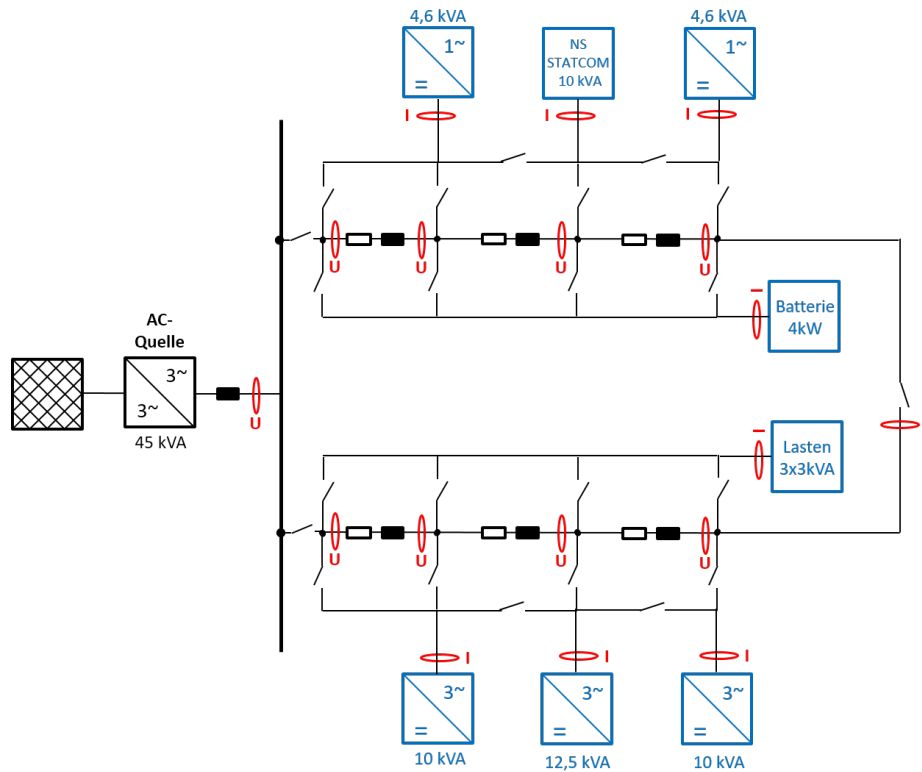 4,6 kVA
1~
=
NS
STATCOM
10 kVA
4,6 kVA
1~
=
I
I
I
U
U
U
U
Batterie
4kW
I
AC-
Quelle
3~
3~
45 kVA
U
I
Lasten
3x3kVA
U
U
U
U
I
I
I
3~
=
10 kVA
3~
=
12,5 kVA
3~
=
10 kVA